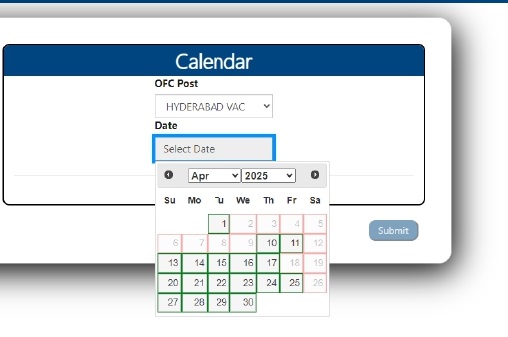 Calendar
OFC Post
HYDERABAD VAC
Date
Select Date
Apr 2025
Su Mo Tu We Th Fr Sa
1 2 3 4 5
6 7 8 9 10 11 12
13 14 15 16 17 18 19
20 21 22 23 24 25 26
27 28 29 30
Submit